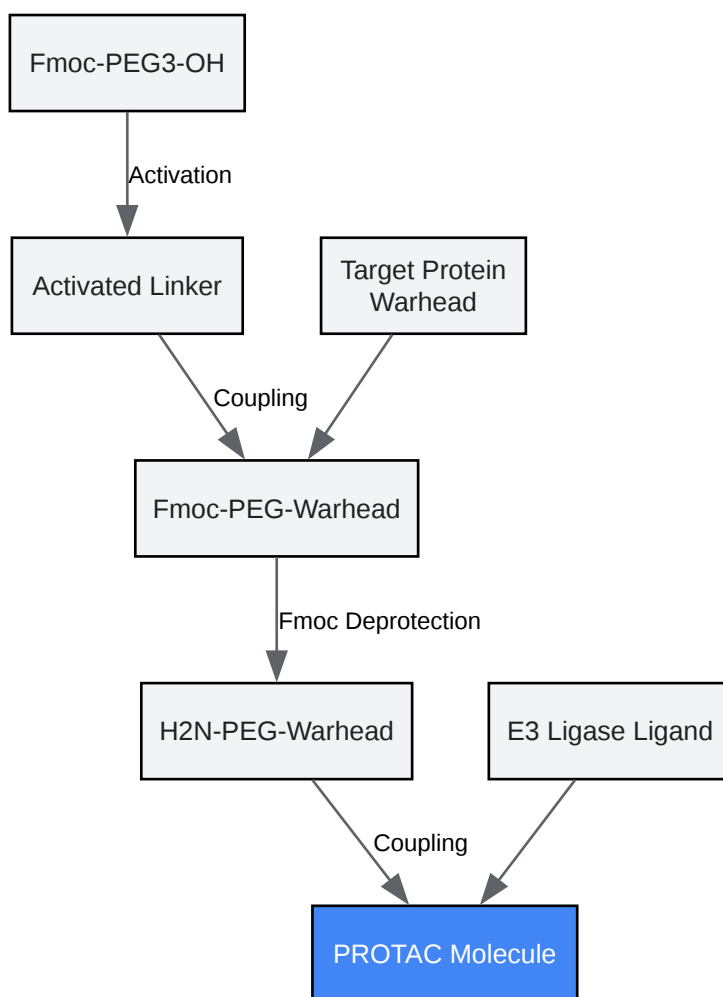 Fmoc-PEG3-OH
Activation
Activated Linker
Target Protein
Warhead
Coupling
Fmoc-PEG-Warhead
Fmoc Deprotection
H2N-PEG-Warhead
E3 Ligase Ligand
Coupling
PROTAC Molecule